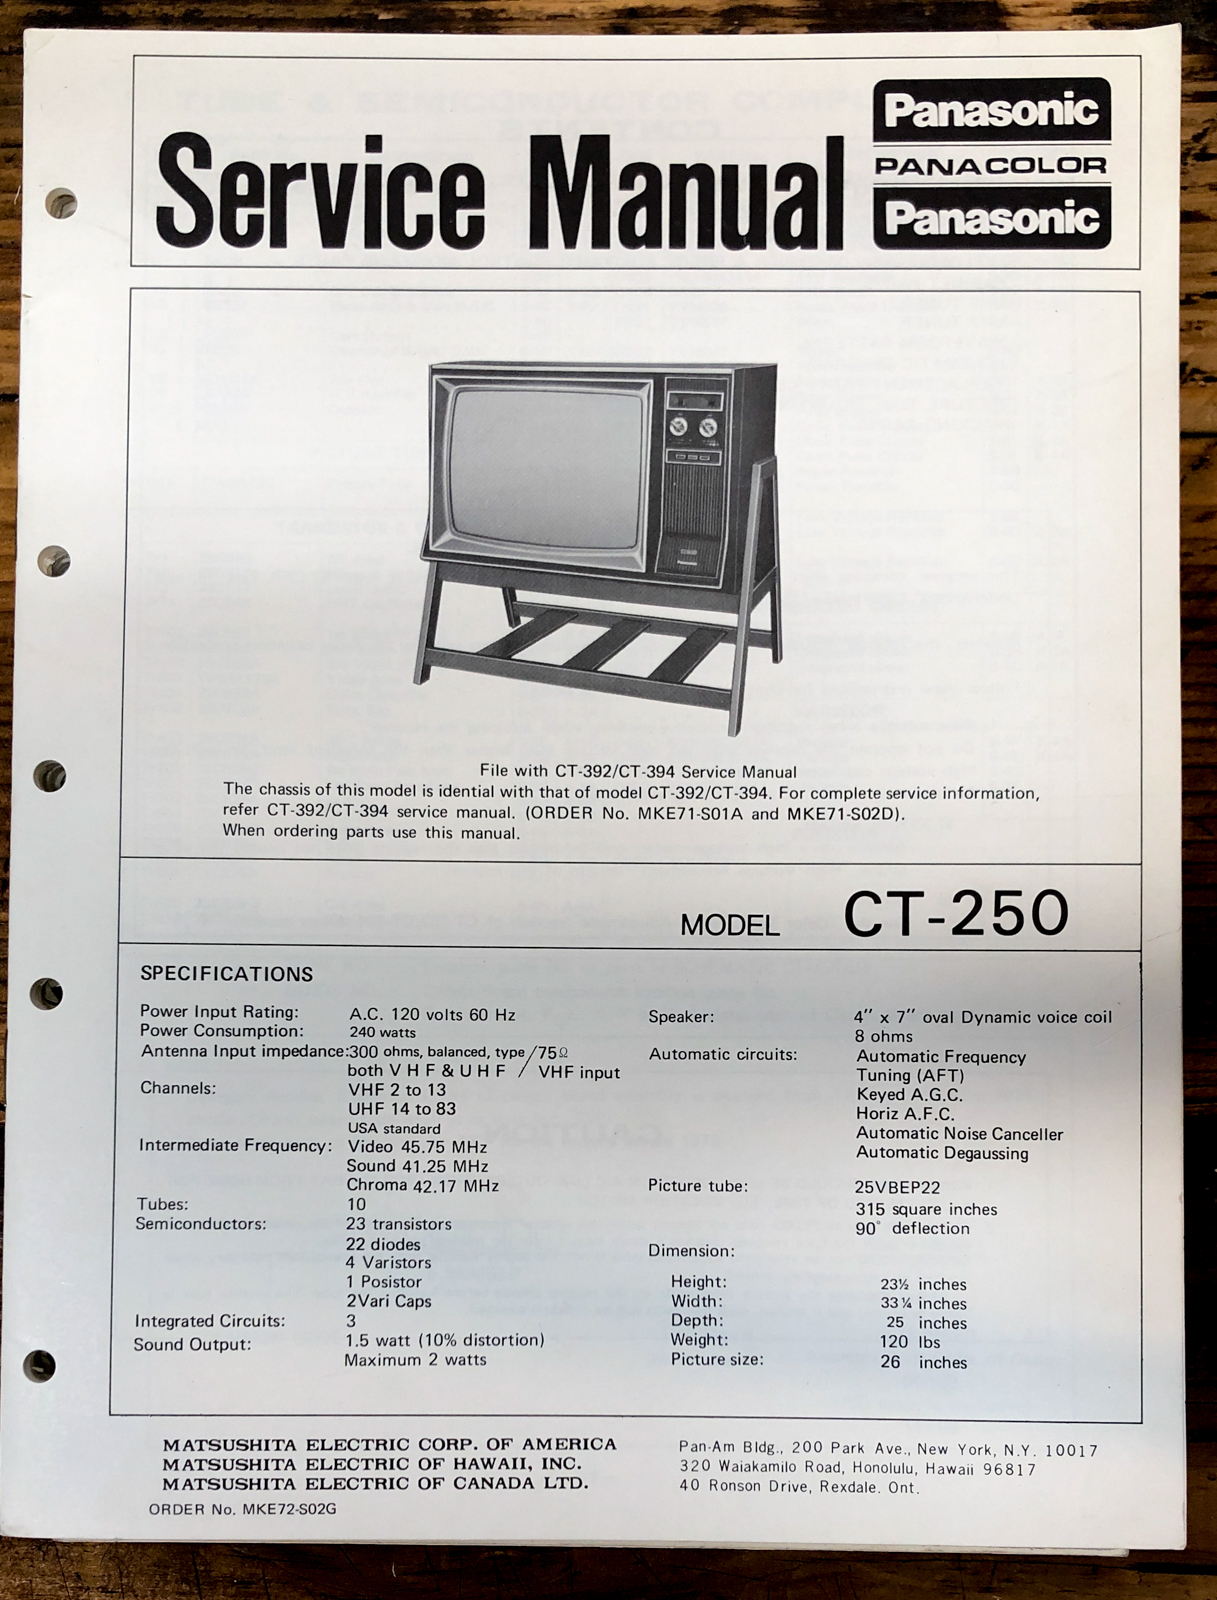 Service Manual
Panasonic
PANACOLOR
Panasonic
File with CT-392/CT-394 Service Manual
The chassis of this model is idential with that of model CT-392/CT-394. For complete service information,
refer CT-392/CT-394 service manual. (ORDER No. MKE71-S01A and MKE71-S02D).
When ordering parts use this manual.
MODEL CT-250
SPECIFICATIONS
Power Input Rating: A.C. 120 volts 60 Hz
Power Consumption: 240 watts
Antenna Input impedance: 300 ohms, balanced, type / 75Ω
both VHF & UHF / VHF input
Channels: VHF 2 to 13
UHF 14 to 83
USA standard
Intermediate Frequency: Video 45.75 MHz
Sound 41.25 MHz
Chroma 42.17 MHz
Tubes: 10
Semiconductors: 23 transistors
22 diodes
4 Varistors
1 Posistor
2Vari Caps
Integrated Circuits: 3
Sound Output: 1.5 watt (10% distortion)
Maximum 2 watts
Speaker: 4″ x 7″ oval Dynamic voice coil
8 ohms
Automatic circuits: Automatic Frequency
Tuning (AFT)
Keyed A.G.C.
Horiz A.F.C.
Automatic Noise Canceller
Automatic Degaussing
Picture tube: 25VBEP22
315 square inches
90° deflection
Dimension:
Height: 23½ inches
Width: 33¼ inches
Depth: 25 inches
Weight: 120 lbs
Picture size: 26 inches
MATSUSHITA ELECTRIC CORP. OF AMERICA Pan-Am Bldg., 200 Park Ave., New York, N.Y. 10017
MATSUSHITA ELECTRIC OF HAWAII, INC. 320 Waiakamilo Road, Honolulu, Hawaii 96817
MATSUSHITA ELECTRIC OF CANADA LTD. 40 Ronson Drive, Rexdale. Ont.
ORDER No. MKE72-S02G